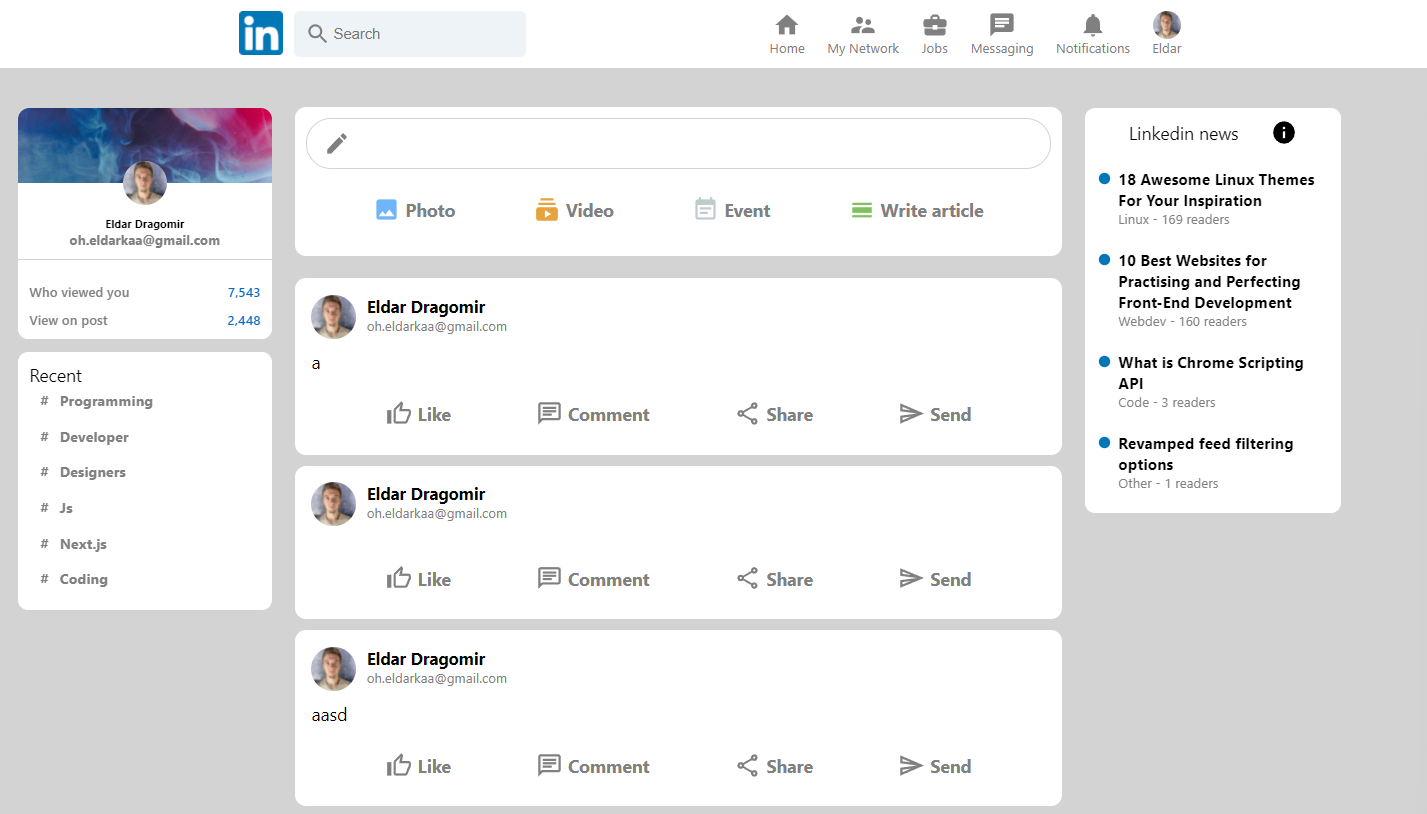 in
Search
Home
My Network
Jobs
Messaging
Notifications
Eldar
Eldar Dragomir
oh.eldarkaa@gmail.com
Who viewed you 7,543
View on post 2,448
Recent
# Programming
# Developer
# Designers
# Js
# Next.js
# Coding
Photo
Video
Event
Write article
Eldar Dragomir
oh.eldarkaa@gmail.com
a
Like Comment Share Send
Eldar Dragomir
oh.eldarkaa@gmail.com
Like Comment Share Send
Eldar Dragomir
oh.eldarkaa@gmail.com
aasd
Like Comment Share Send
Linkedin news
18 Awesome Linux Themes
For Your Inspiration
Linux - 169 readers
10 Best Websites for
Practising and Perfecting
Front-End Development
Webdev - 160 readers
What is Chrome Scripting
API
Code - 3 readers
Revamped feed filtering
options
Other - 1 readers